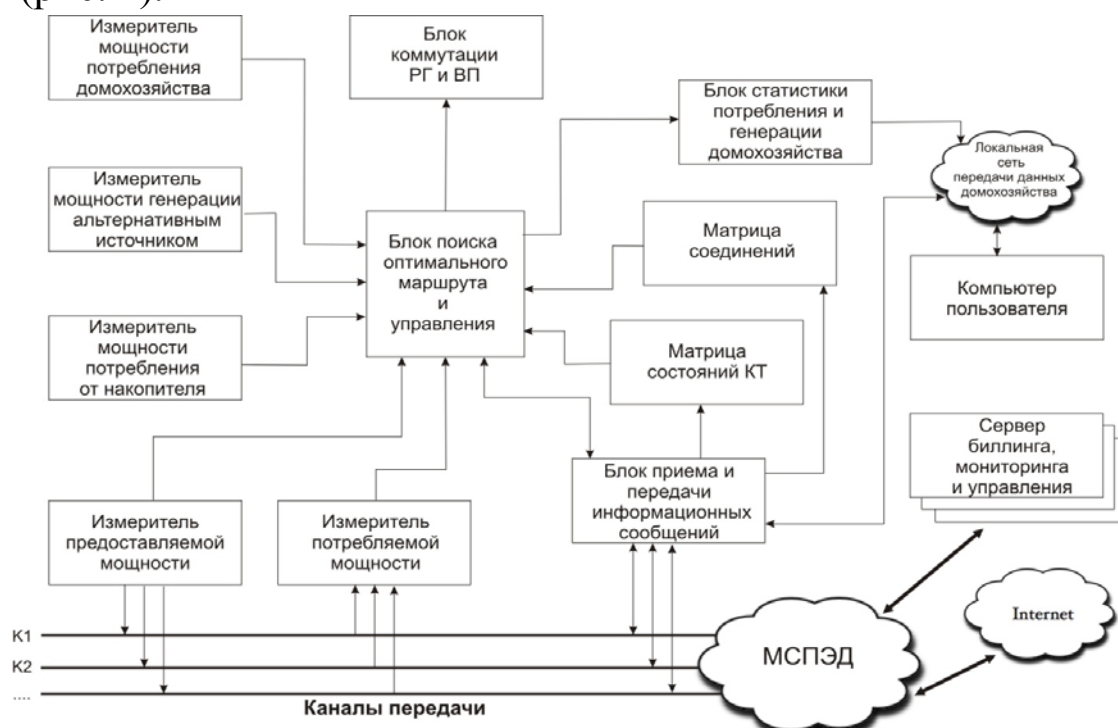 Измеритель
мощности
потребления
домохозяйства
Блок
коммутации
РГ и ВП
Блок статистики
потребления и
генерации
домохозяйства
Локальная
сеть
передачи данных
домохозяйства
Измеритель
мощности генерации
альтернативным
источником
Блок поиска
оптимального
маршрута
и
управления
Матрица
соединений
Компьютер
пользователя
Измеритель
мощности
потребления
от накопителя
Матрица
состояний КТ
Сервер
биллинга,
мониторинга
и управления
Блок приема и
передачи
информационных
сообщений
Измеритель
предоставляемой
мощности
Измеритель
потребляемой
мощности
Internet
К1
К2
....
МСПЭД
Каналы передачи